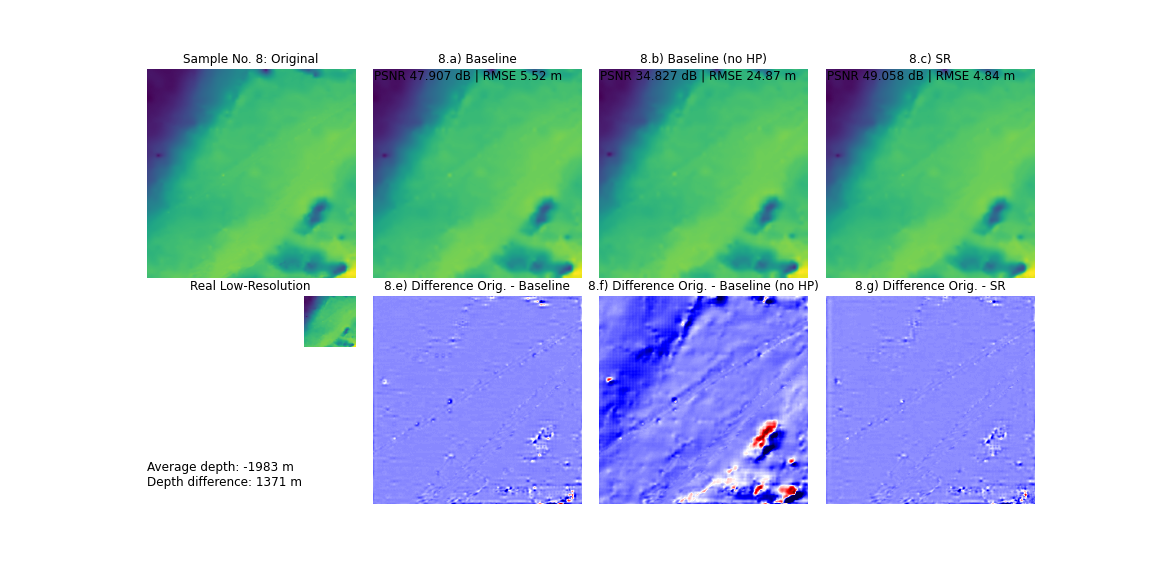 Sample No. 8: Original
8.a) Baseline
8.b) Baseline (no HP)
8.c) SR
PSNR 47.907 dB | RMSE 5.52 m
PSNR 34.827 dB | RMSE 24.87 m
PSNR 49.058 dB | RMSE 4.84 m
Real Low-Resolution
8.e) Difference Orig. - Baseline
8.f) Difference Orig. - Baseline (no HP)
8.g) Difference Orig. - SR
Average depth: -1983 m
Depth difference: 1371 m